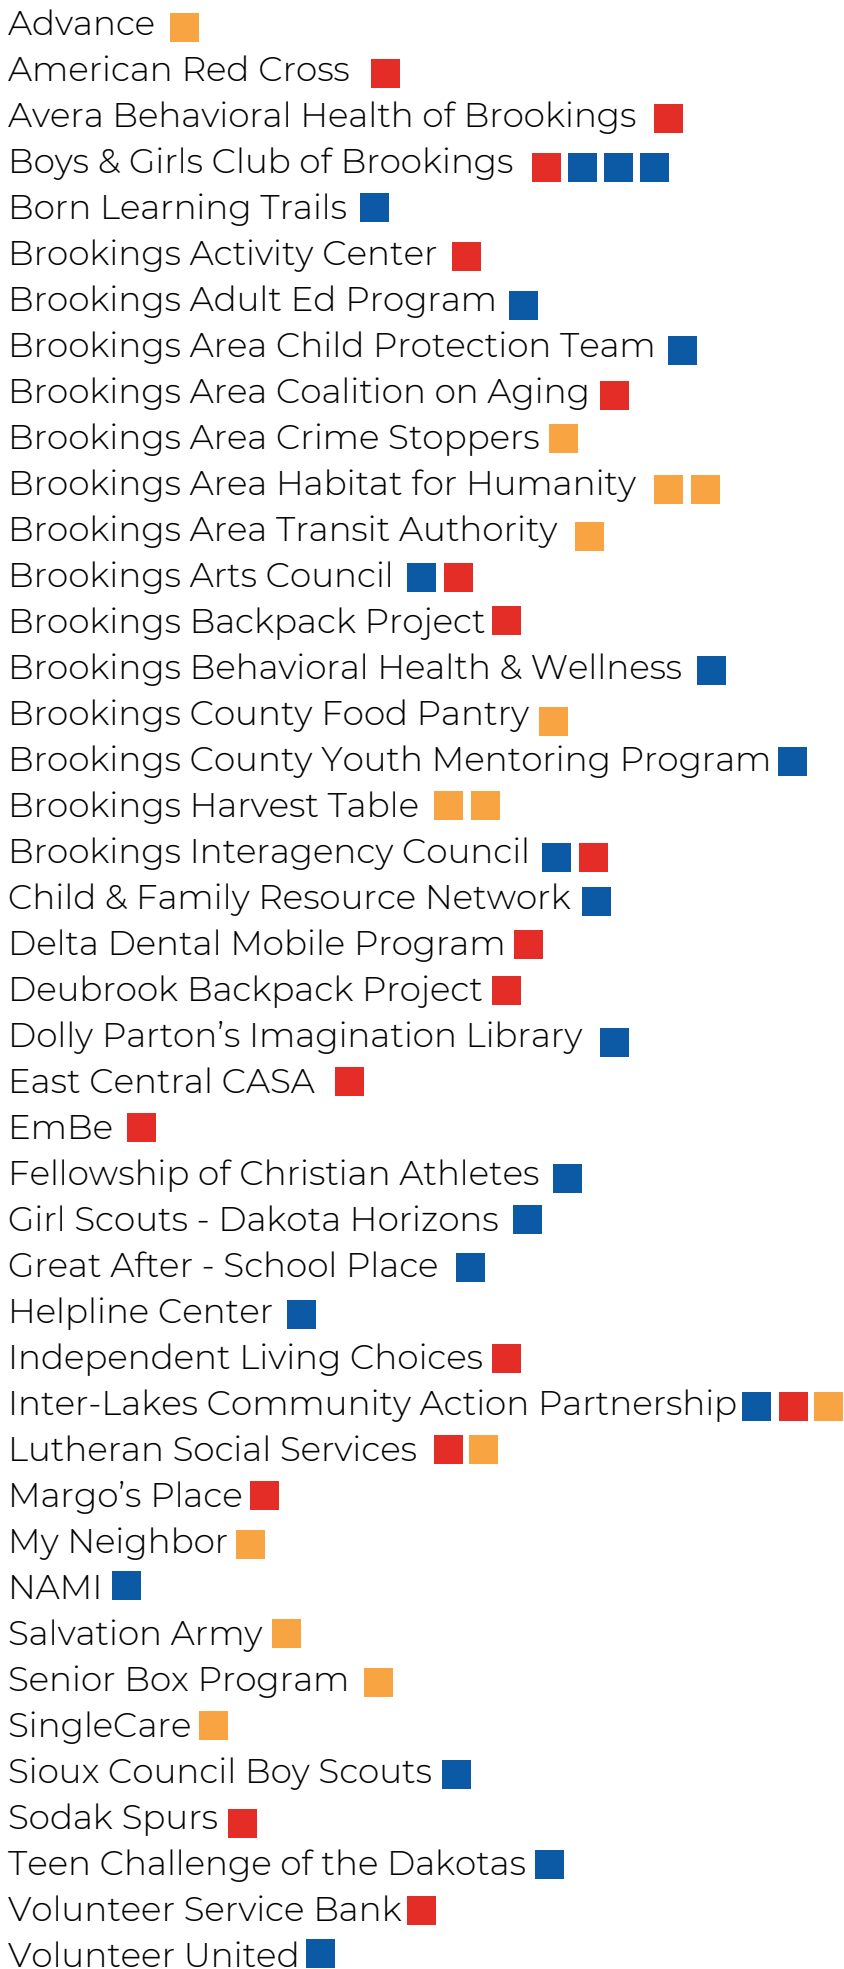 Advance
American Red Cross
Avera Behavioral Health of Brookings
Boys & Girls Club of Brookings
Born Learning Trails
Brookings Activity Center
Brookings Adult Ed Program
Brookings Area Child Protection Team
Brookings Area Coalition on Aging
Brookings Area Crime Stoppers
Brookings Area Habitat for Humanity
Brookings Area Transit Authority
Brookings Arts Council
Brookings Backpack Project
Brookings Behavioral Health & Wellness
Brookings County Food Pantry
Brookings County Youth Mentoring Program
Brookings Harvest Table
Brookings Interagency Council
Child & Family Resource Network
Delta Dental Mobile Program
Deubrook Backpack Project
Dolly Parton’s Imagination Library
East Central CASA
EmBe
Fellowship of Christian Athletes
Girl Scouts - Dakota Horizons
Great After - School Place
Helpline Center
Independent Living Choices
Inter-Lakes Community Action Partnership
Lutheran Social Services
Margo’s Place
My Neighbor
NAMI
Salvation Army
Senior Box Program
SingleCare
Sioux Council Boy Scouts
Sodak Spurs
Teen Challenge of the Dakotas
Volunteer Service Bank
Volunteer United